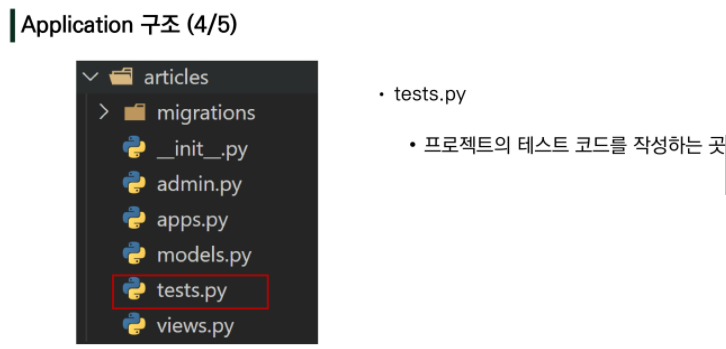 Application 구조 (4/5)
articles
migrations
__init__.py
admin.py
apps.py
models.py
tests.py
views.py
• tests.py
• 프로젝트의 테스트 코드를 작성하는 곳